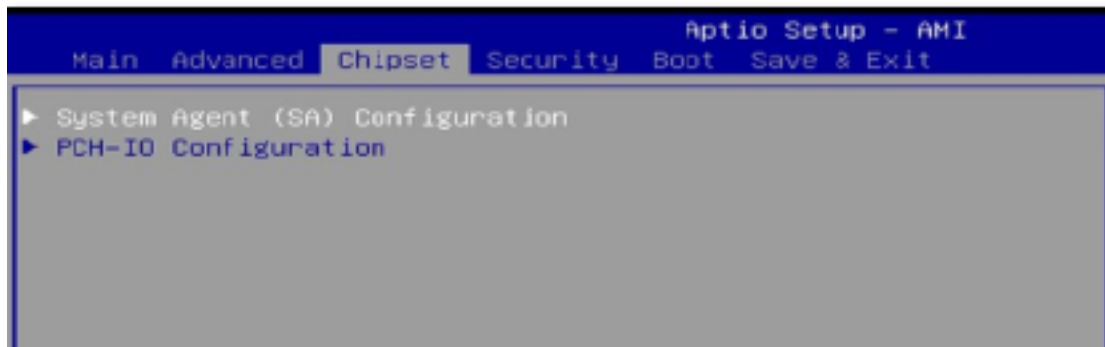 Aptio Setup - AMI
Main Advanced Chipset Security Boot Save & Exit
► System Agent (SA) Configuration
► PCH-IO Configuration